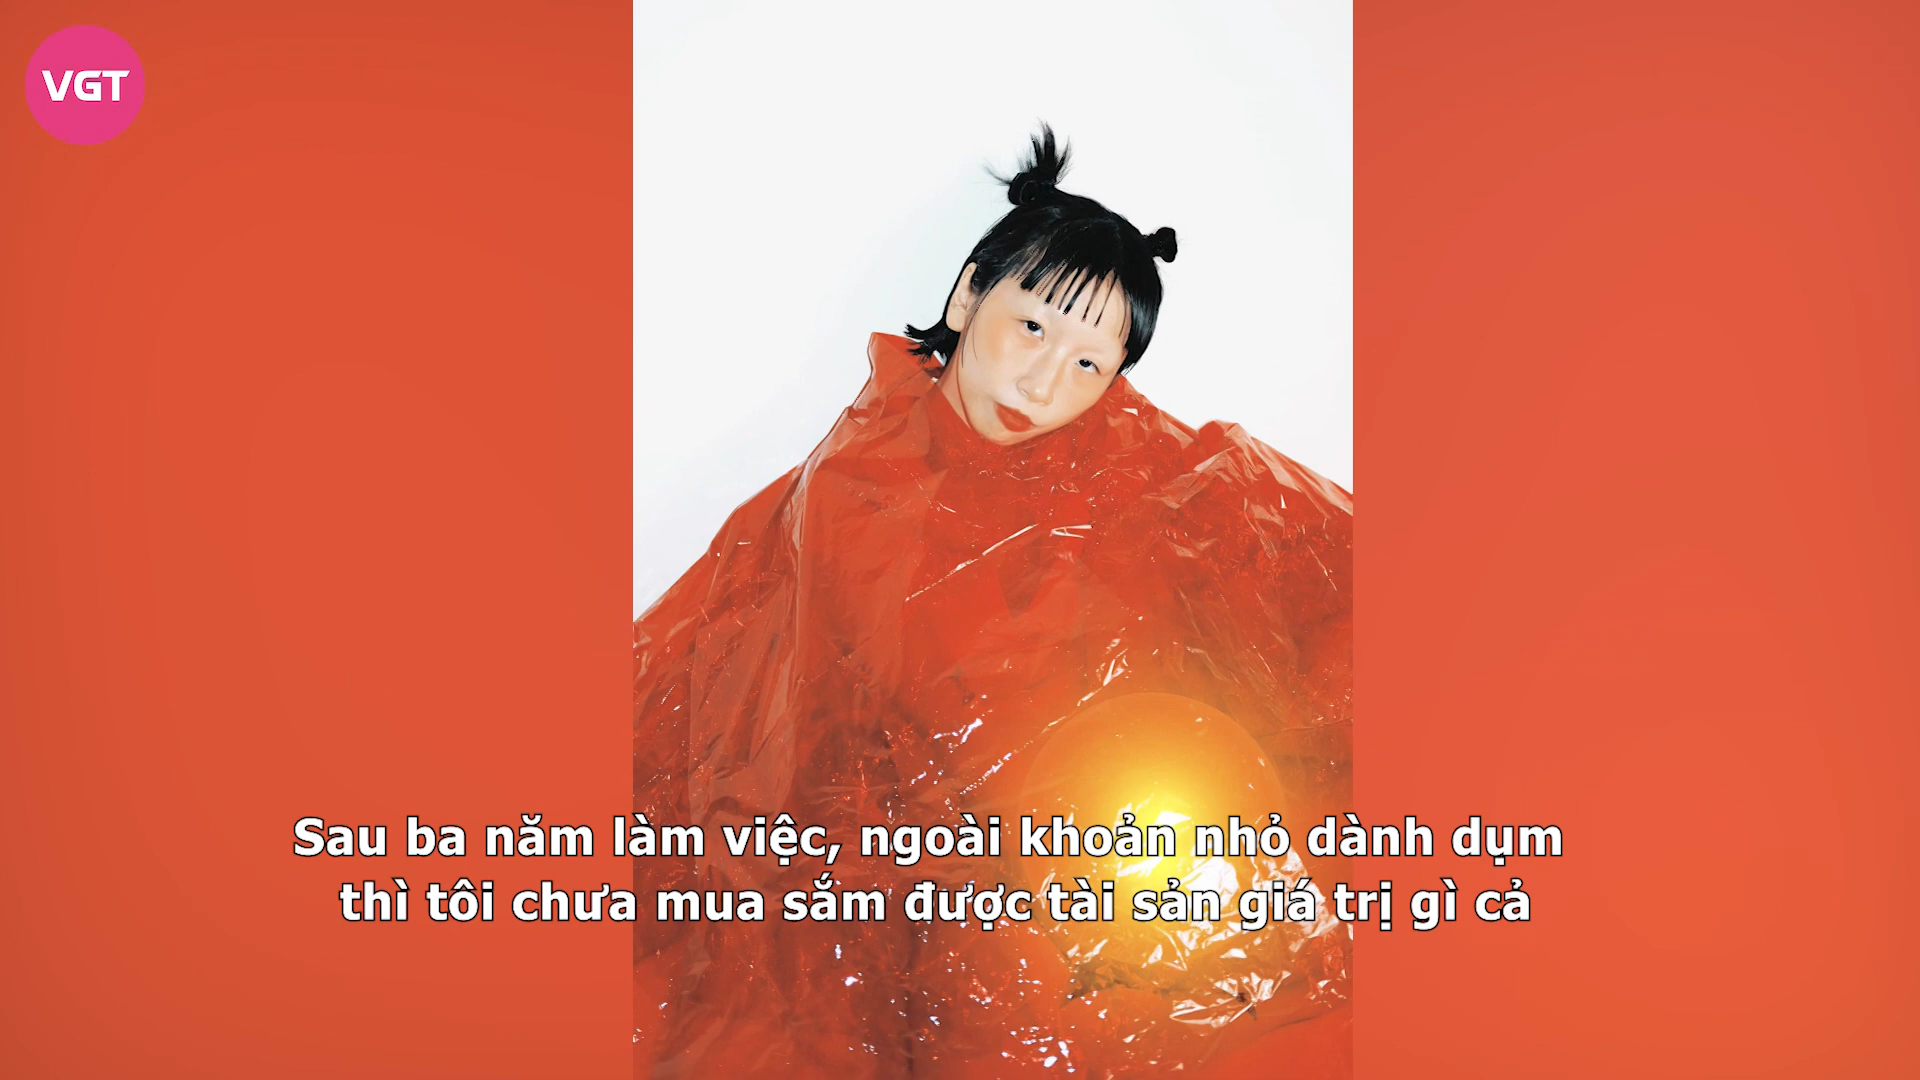 VGT
Sau ba năm làm việc, ngoài khoản nhỏ dành dụm
thì tôi chưa mua sắm được tài sản giá trị gì cả